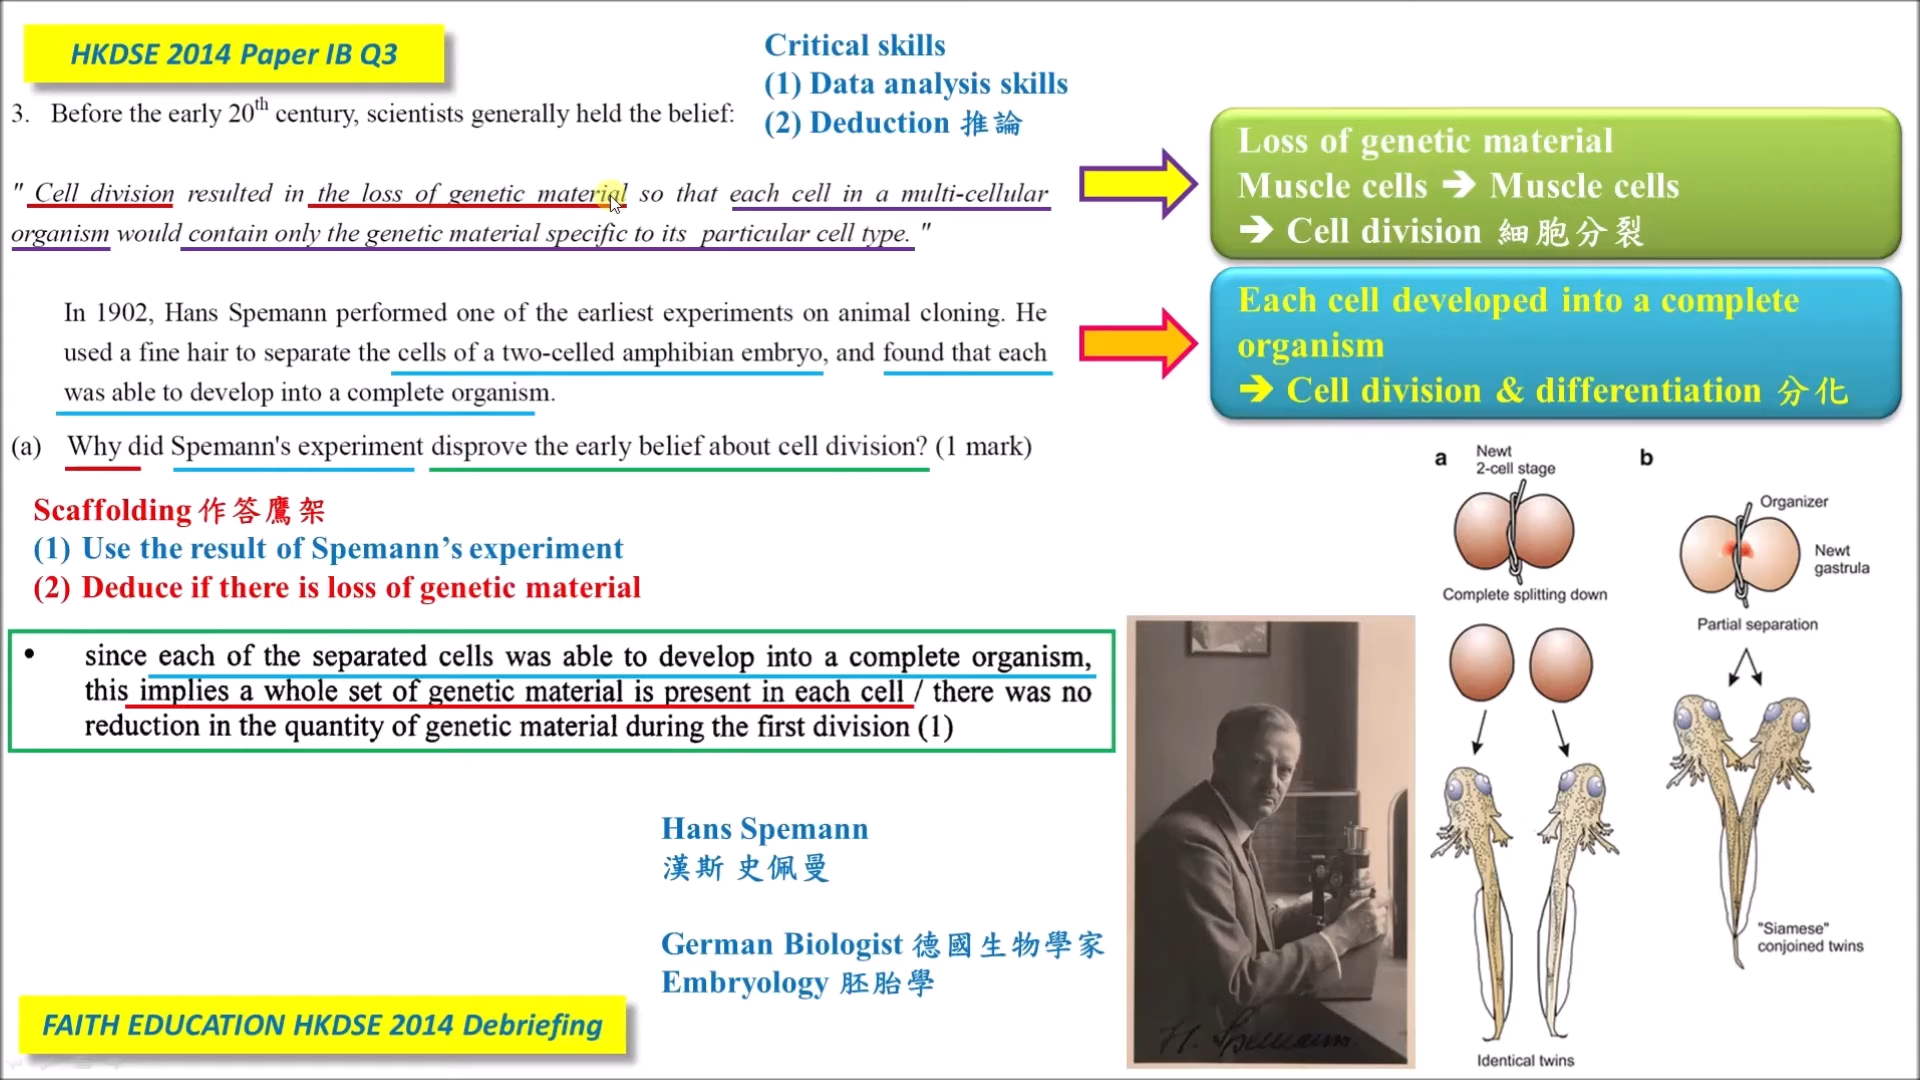 HKDSE 2014 Paper IB Q3
Critical skills
(1) Data analysis skills
(2) Deduction 推論
3. Before the early 20th century, scientists generally held the belief:
" Cell division resulted in the loss of genetic material so that each cell in a multi-cellular
organism would contain only the genetic material specific to its particular cell type. "
Loss of genetic material
Muscle cells ➔ Muscle cells
➔ Cell division 細胞分裂
In 1902, Hans Spemann performed one of the earliest experiments on animal cloning. He
used a fine hair to separate the cells of a two-celled amphibian embryo, and found that each
was able to develop into a complete organism.
Each cell developed into a complete
organism
➔ Cell division & differentiation 分化
(a) Why did Spemann's experiment disprove the early belief about cell division? (1 mark)
Scaffolding 作答鷹架
(1) Use the result of Spemann’s experiment
(2) Deduce if there is loss of genetic material
• since each of the separated cells was able to develop into a complete organism,
this implies a whole set of genetic material is present in each cell / there was no
reduction in the quantity of genetic material during the first division (1)
Hans Spemann
漢斯 史佩曼
German Biologist 德國生物學家
Embryology 胚胎學
H. Spemann
a
Newt
2-cell stage
Complete splitting down
Identical twins
b
Organizer
Newt
gastrula
Partial separation
"Siamese"
conjoined twins
FAITH EDUCATION HKDSE 2014 Debriefing